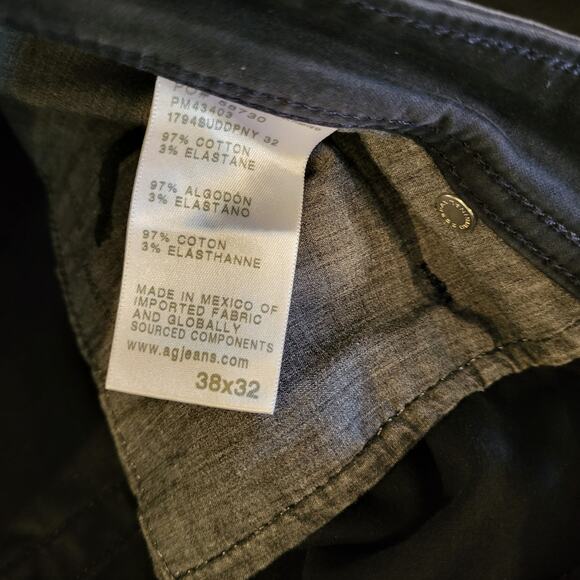 PM43403
1794SUDDPNY 32
97% COTTON
3% ELASTANE
97% ALGODÓN
3% ELASTANO
97% COTON
3% ELASTHANNE
MADE IN MEXICO OF
IMPORTED FABRIC
AND GLOBALLY
SOURCED COMPONENTS
www.agjeans.com
38x32